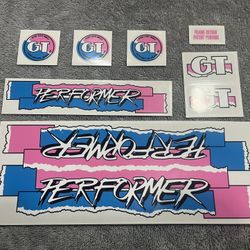 GT
GT
GT
FRAME DESIGN
PATENT PENDING
GT
GT
PERFORMER
PERFORMER
PERFORMER